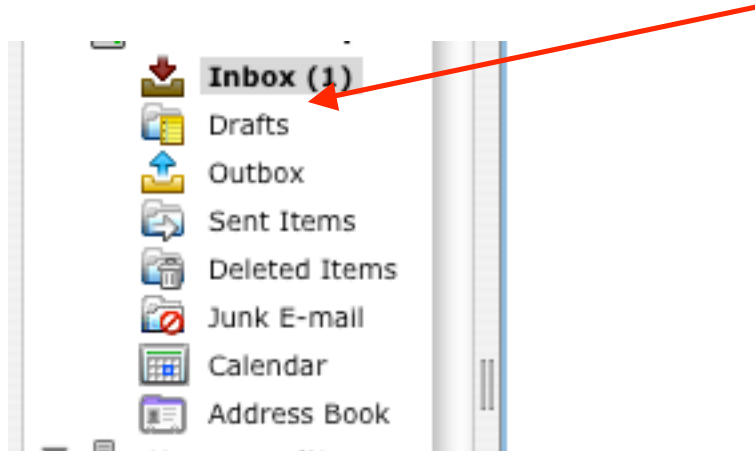 Inbox (1)
Drafts
Outbox
Sent Items
Deleted Items
Junk E-mail
Calendar
Address Book